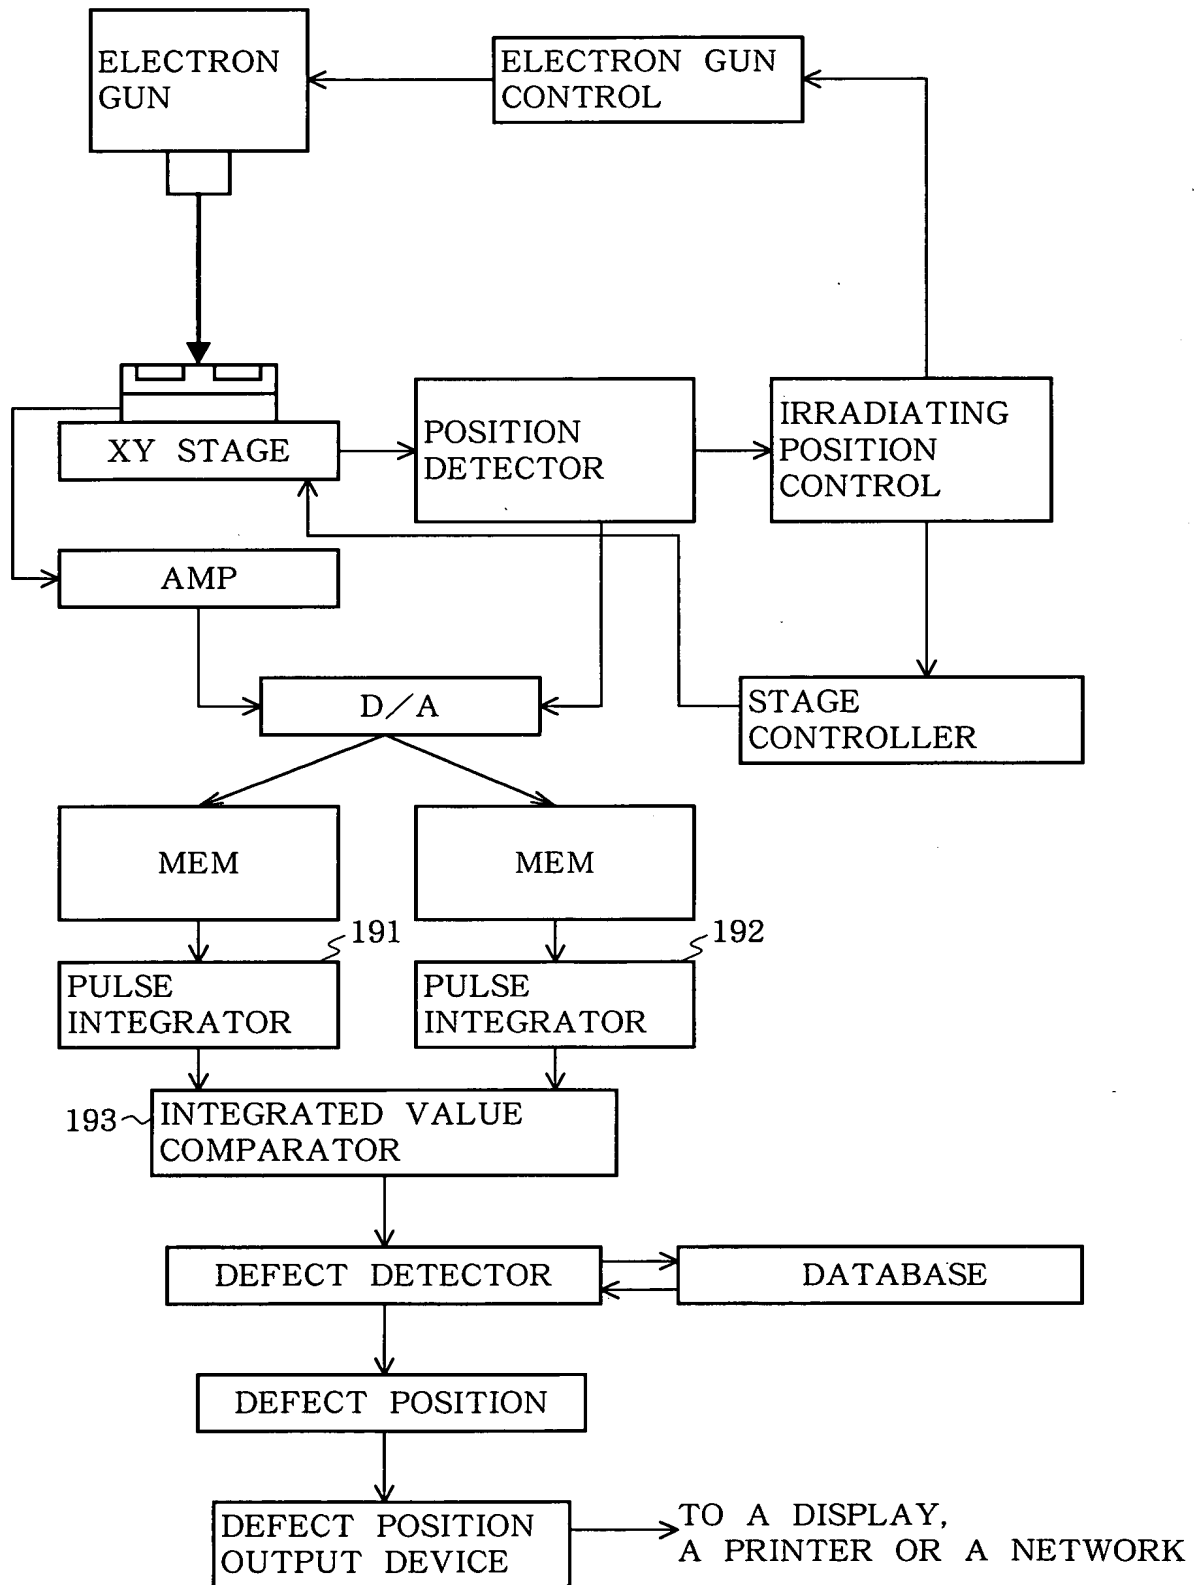 ELECTRON
GUN
ELECTRON GUN
CONTROL
XY STAGE
POSITION
DETECTOR
IRRADIATING
POSITION
CONTROL
AMP
D/A
STAGE
CONTROLLER
MEM
MEM
191
192
PULSE
INTEGRATOR
PULSE
INTEGRATOR
193
INTEGRATED VALUE
COMPARATOR
DEFECT DETECTOR
DATABASE
DEFECT POSITION
DEFECT POSITION
OUTPUT DEVICE
TO A DISPLAY,
A PRINTER OR A NETWORK